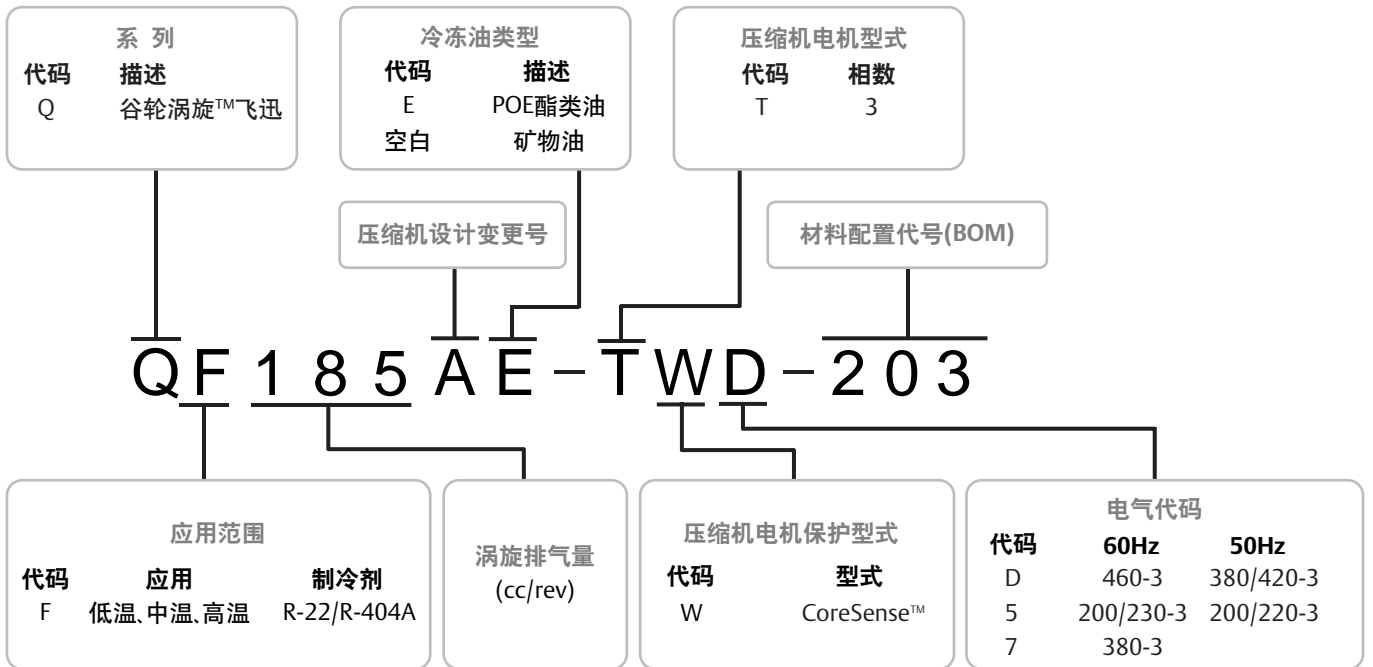 系 列
代码 描述
Q 谷轮涡旋™飞迅
冷冻油类型
代码 描述
E POE酯类油
空白 矿物油
压缩机电机型式
代码 相数
T 3
压缩机设计变更号
材料配置代号(BOM)
QF185AE－TWD－203
应用范围
代码 应用 制冷剂
F 低温、中温、高温 R-22/R-404A
涡旋排气量
(cc/rev)
压缩机电机保护型式
代码 型式
W CoreSense™
电气代码
代码 60Hz 50Hz
D 460-3 380/420-3
5 200/230-3 200/220-3
7 380-3